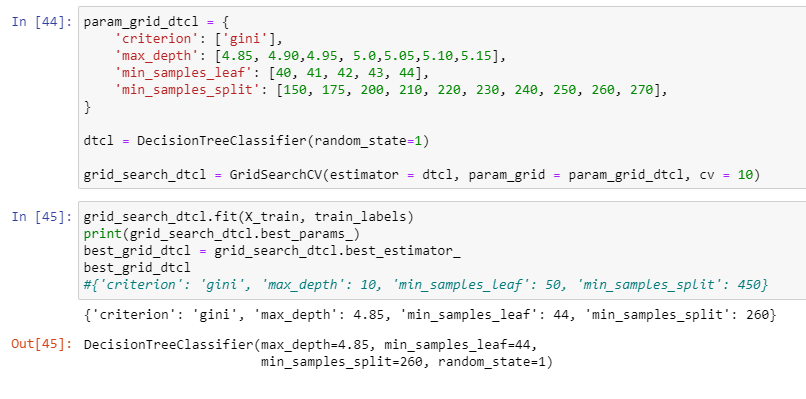 In [44]: param_grid_dtcl = {
    'criterion': ['gini'],
    'max_depth': [4.85, 4.90,4.95, 5.0,5.05,5.10,5.15],
    'min_samples_leaf': [40, 41, 42, 43, 44],
    'min_samples_split': [150, 175, 200, 210, 220, 230, 240, 250, 260, 270],
}
dtcl = DecisionTreeClassifier(random_state=1)
grid_search_dtcl = GridSearchCV(estimator = dtcl, param_grid = param_grid_dtcl, cv = 10)
In [45]: grid_search_dtcl.fit(X_train, train_labels)
print(grid_search_dtcl.best_params_)
best_grid_dtcl = grid_search_dtcl.best_estimator_
best_grid_dtcl
#{'criterion': 'gini', 'max_depth': 10, 'min_samples_leaf': 50, 'min_samples_split': 450}
{'criterion': 'gini', 'max_depth': 4.85, 'min_samples_leaf': 44, 'min_samples_split': 260}
Out[45]: DecisionTreeClassifier(max_depth=4.85, min_samples_leaf=44,
min_samples_split=260, random_state=1)